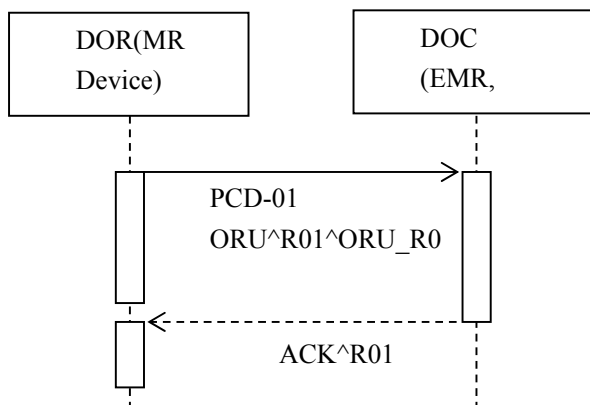 DOR(MR
Device)
DOC
(EMR,
PCD-01
ORU^R01^ORU_R0
ACK^R01